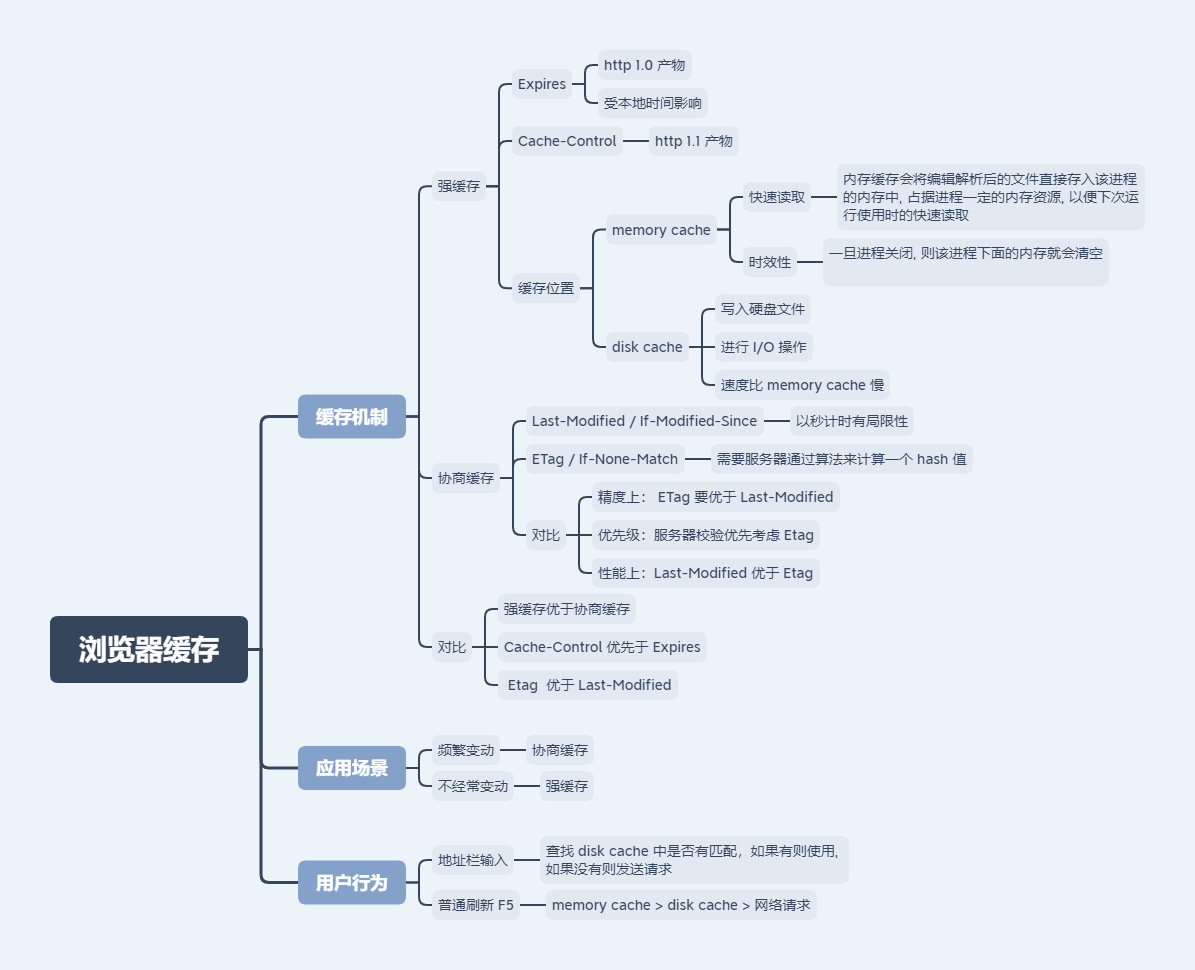 浏览器缓存
缓存机制
强缓存
Expires
http 1.0 产物
受本地时间影响
Cache-Control
http 1.1 产物
缓存位置
memory cache
快速读取
内存缓存会将编辑解析后的文件直接存入该进程
的内存中, 占据进程一定的内存资源, 以便下次运
行使用时的快速读取
时效性
一旦进程关闭, 则该进程下面的内存就会清空
disk cache
写入硬盘文件
进行 I/O 操作
速度比 memory cache 慢
协商缓存
Last-Modified / If-Modified-Since
以秒计时有局限性
ETag / If-None-Match
需要服务器通过算法来计算一个 hash 值
对比
精度上： ETag 要优于 Last-Modified
优先级：服务器校验优先考虑 Etag
性能上：Last-Modified 优于 Etag
对比
强缓存优于协商缓存
Cache-Control 优先于 Expires
Etag 优于 Last-Modified
应用场景
频繁变动
协商缓存
不经常变动
强缓存
用户行为
地址栏输入
查找 disk cache 中是否有匹配，如果有则使用,
如果没有则发送请求
普通刷新 F5
memory cache > disk cache > 网络请求